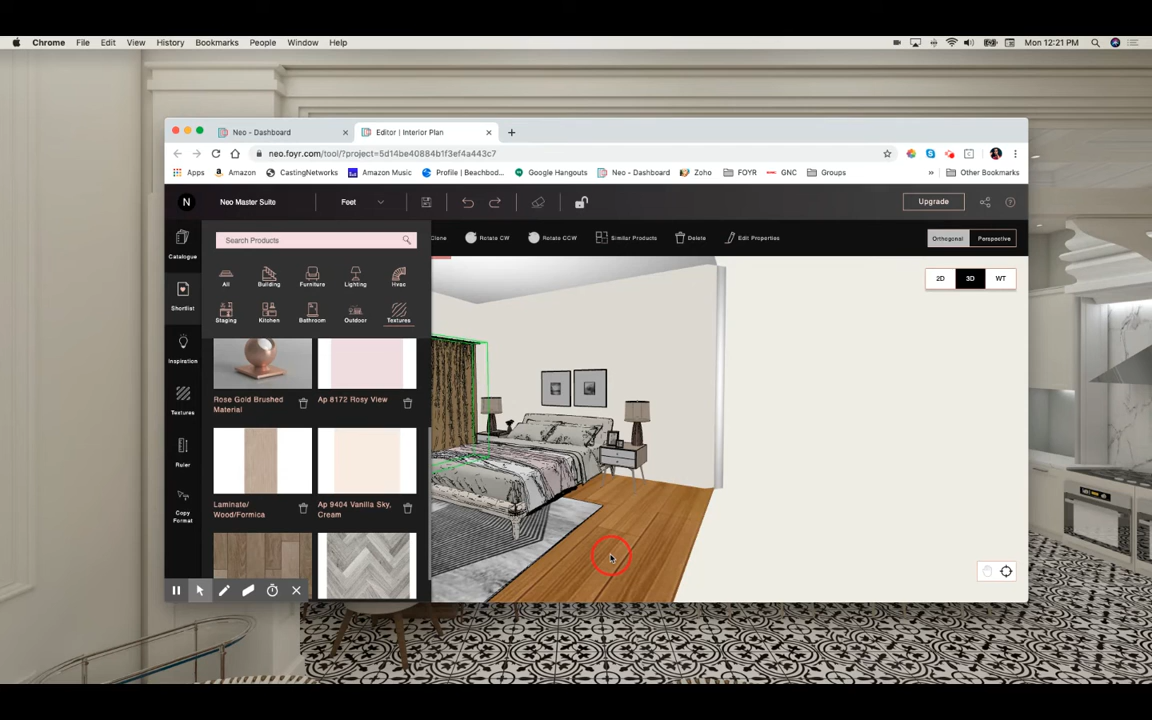 Chrome File Edit View History Bookmarks People Window Help Mon 12:21 PM
Neo - Dashboard Editor | Interior Plan
neo.foyr.com/tool/?project=5d14be40884b1f3ef4a443c7
Apps Amazon CastingNetworks Amazon Music Profile | Beachbod... Google Hangouts Neo - Dashboard Zoho FOYR GNC Groups » Other Bookmarks
N Neo Master Suite Feet Upgrade
Search Products
Clone Rotate CW Rotate CCW Similar Products Delete Edit Properties Orthogonal Perspective
Catalogue
All Building Furniture Lighting Hvac
2D 3D WT
Shortlist
Staging Kitchen Bathroom Outdoor Textures
Inspiration
Textures
Rose Gold Brushed
Material
Ap 8172 Rosy View
Ruler
Copy
Format
Laminate/
Wood/Formica
Ap 9404 Vanilla Sky,
Cream